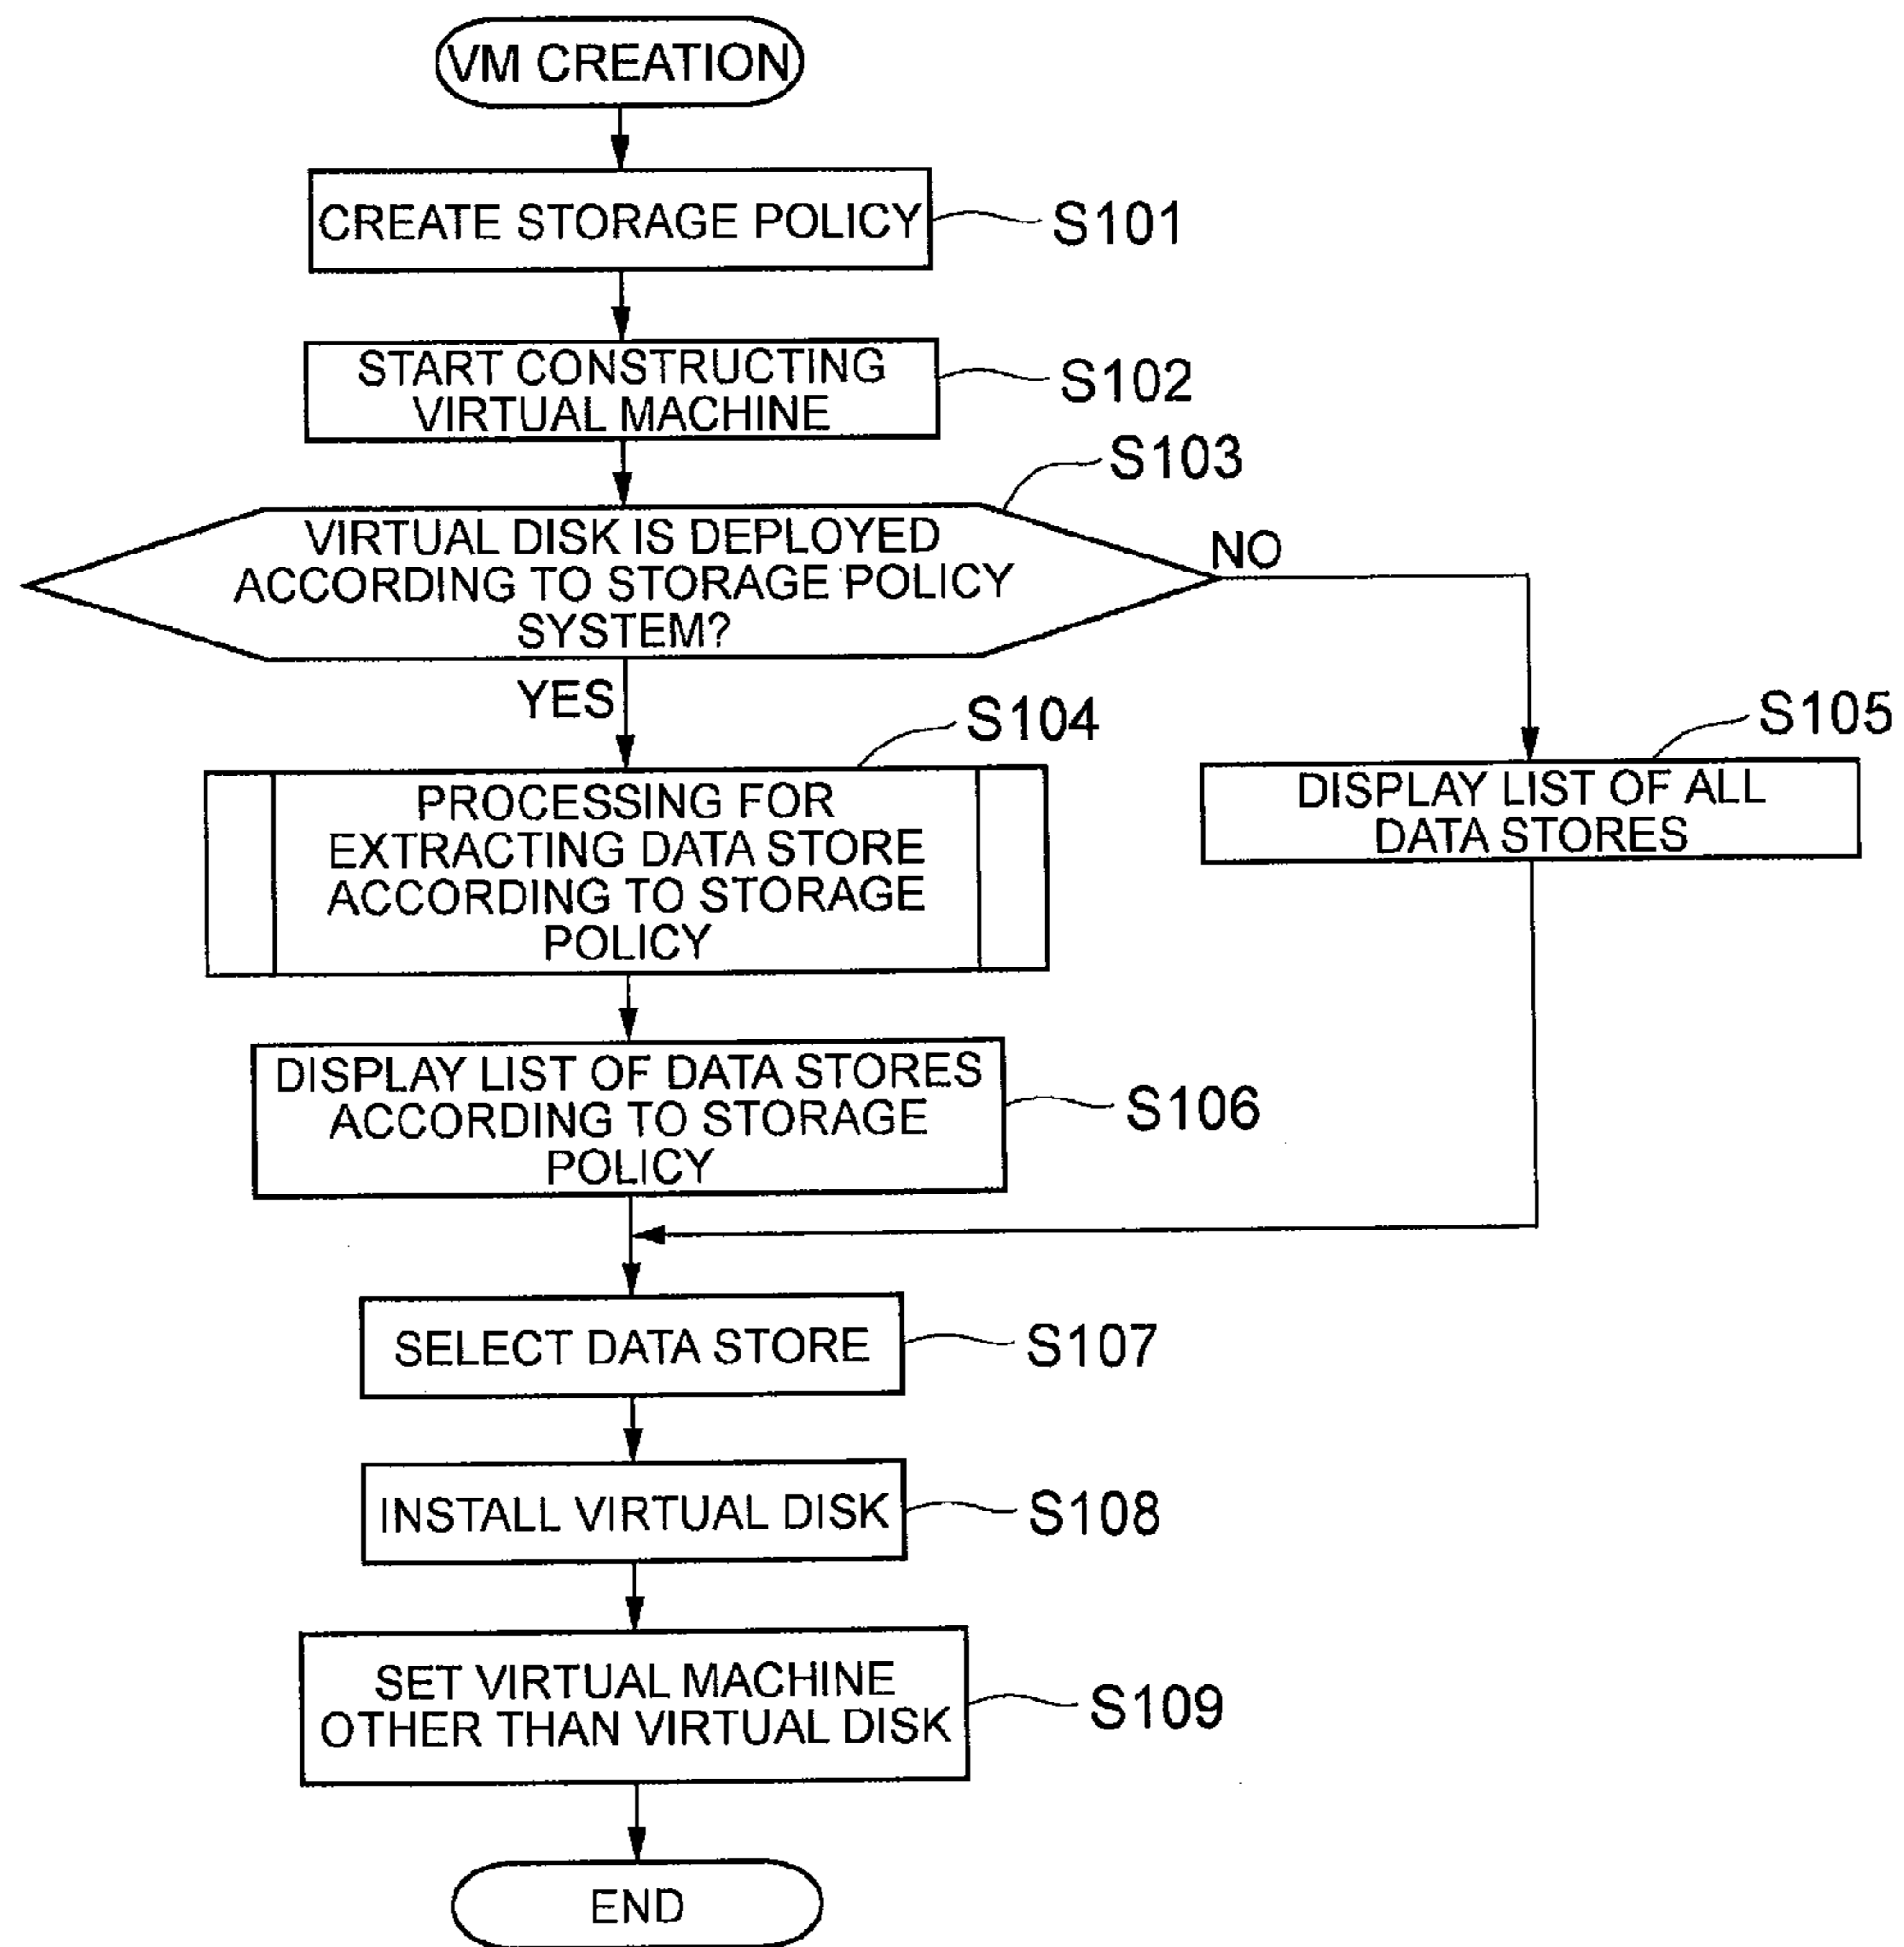 VM CREATION
CREATE STORAGE POLICY
S101
START CONSTRUCTING
VIRTUAL MACHINE
S102
S103
VIRTUAL DISK IS DEPLOYED
ACCORDING TO STORAGE POLICY
SYSTEM?
NO
YES
S104
PROCESSING FOR
EXTRACTING DATA STORE
ACCORDING TO STORAGE
POLICY
S105
DISPLAY LIST OF ALL
DATA STORES
DISPLAY LIST OF DATA STORES
ACCORDING TO STORAGE
POLICY
S106
SELECT DATA STORE
S107
INSTALL VIRTUAL DISK
S108
SET VIRTUAL MACHINE
OTHER THAN VIRTUAL DISK
S109
END